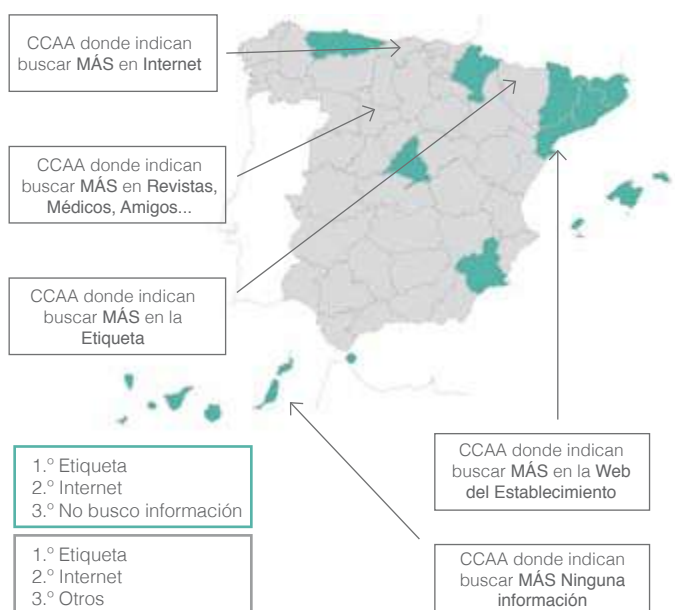 CCAA donde indican
buscar MÁS en Internet
CCAA donde indican
buscar MÁS en Revistas,
Médicos, Amigos...
CCAA donde indican
buscar MÁS en la
Etiqueta
1.º Etiqueta
2.º Internet
3.º No busco información
1.º Etiqueta
2.º Internet
3.º Otros
CCAA donde indican
buscar MÁS en la Web
del Establecimiento
CCAA donde indican
buscar MÁS Ninguna
información